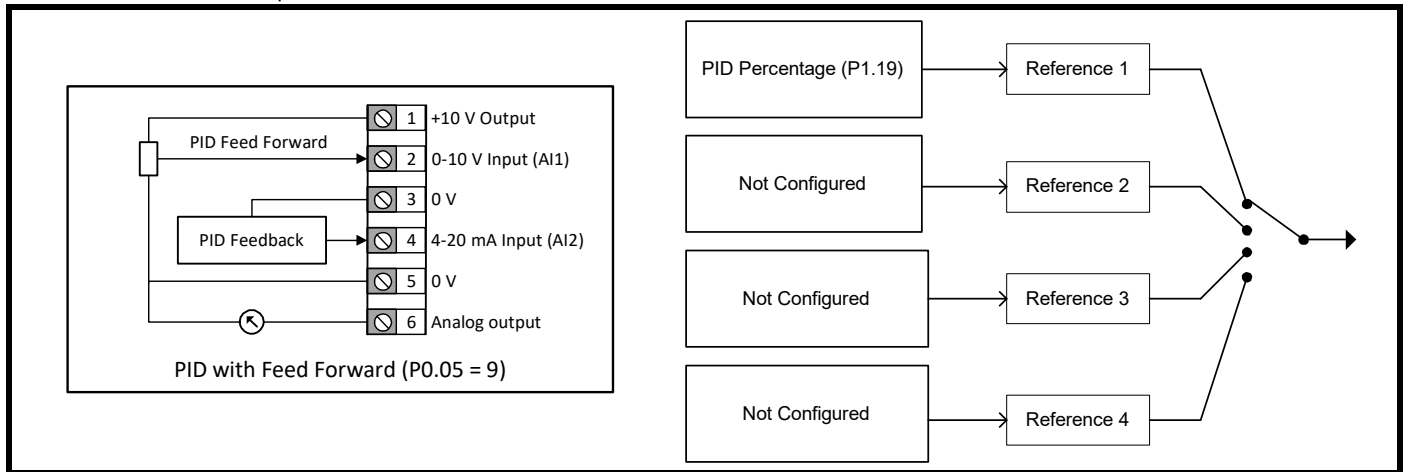 1 +10 V Output
PID Feed Forward
2 0-10 V Input (AI1)
3 0 V
PID Feedback
4 4-20 mA Input (AI2)
5 0 V
6 Analog output
PID with Feed Forward (P0.05 = 9)
PID Percentage (P1.19)
Reference 1
Not Configured
Reference 2
Not Configured
Reference 3
Not Configured
Reference 4